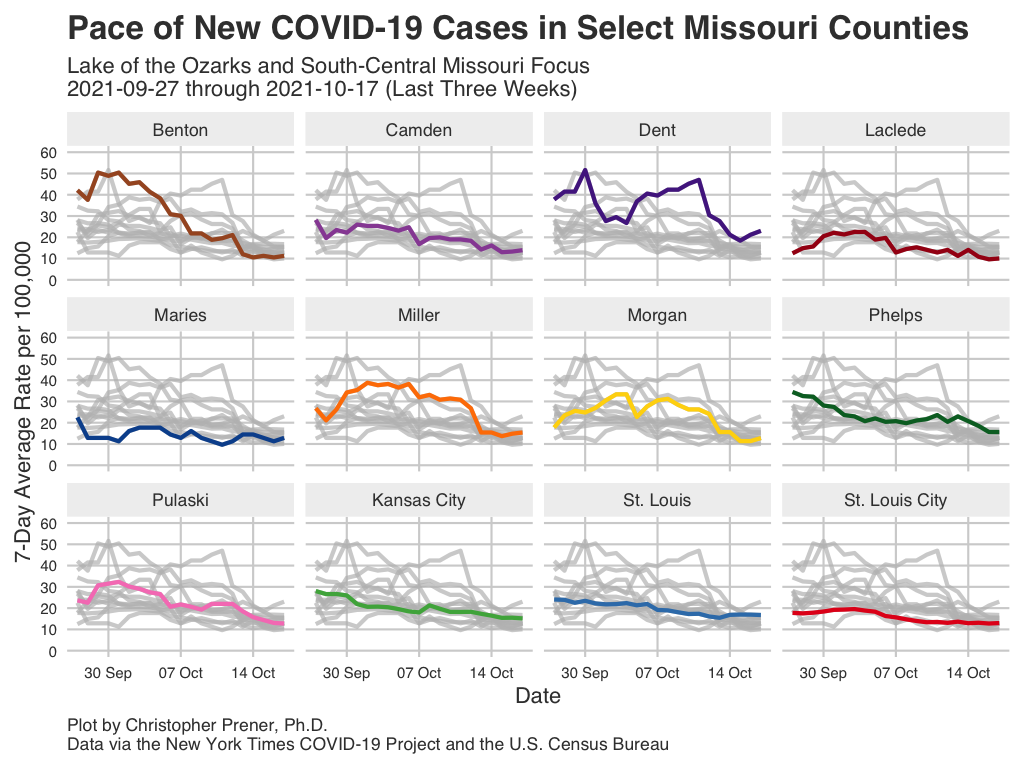 Pace of New COVID-19 Cases in Select Missouri Counties
Lake of the Ozarks and South-Central Missouri Focus
2021-09-27 through 2021-10-17 (Last Three Weeks)
7-Day Average Rate per 100,000
Benton
Camden
Dent
Laclede
60
50
40
30
20
10
0
Maries
Miller
Morgan
Phelps
60
50
40
30
20
10
0
Pulaski
Kansas City
St. Louis
St. Louis City
60
50
40
30
20
10
0
30 Sep 07 Oct 14 Oct
30 Sep 07 Oct 14 Oct
30 Sep 07 Oct 14 Oct
30 Sep 07 Oct 14 Oct
Date
Plot by Christopher Prener, Ph.D.
Data via the New York Times COVID-19 Project and the U.S. Census Bureau